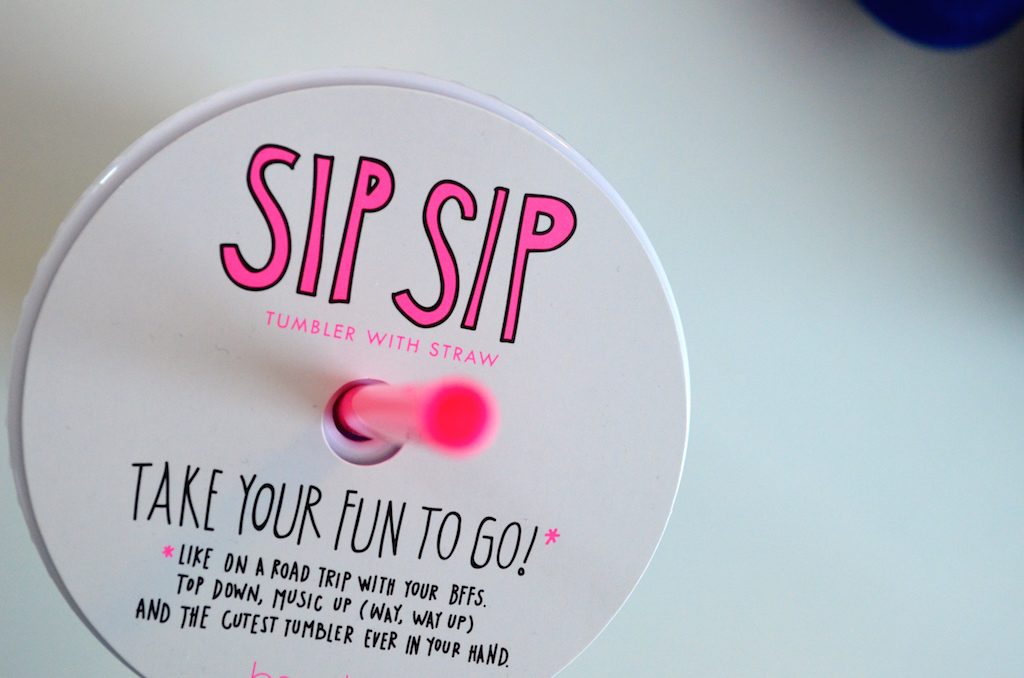 SIP SIP
TUMBLER WITH STRAW
TAKE YOUR FUN TO GO!*
*LIKE ON A ROAD TRIP WITH YOUR BFFS.
TOP DOWN, MUSIC UP (WAY, WAY UP)
AND THE CUTEST TUMBLER EVER IN YOUR HAND.